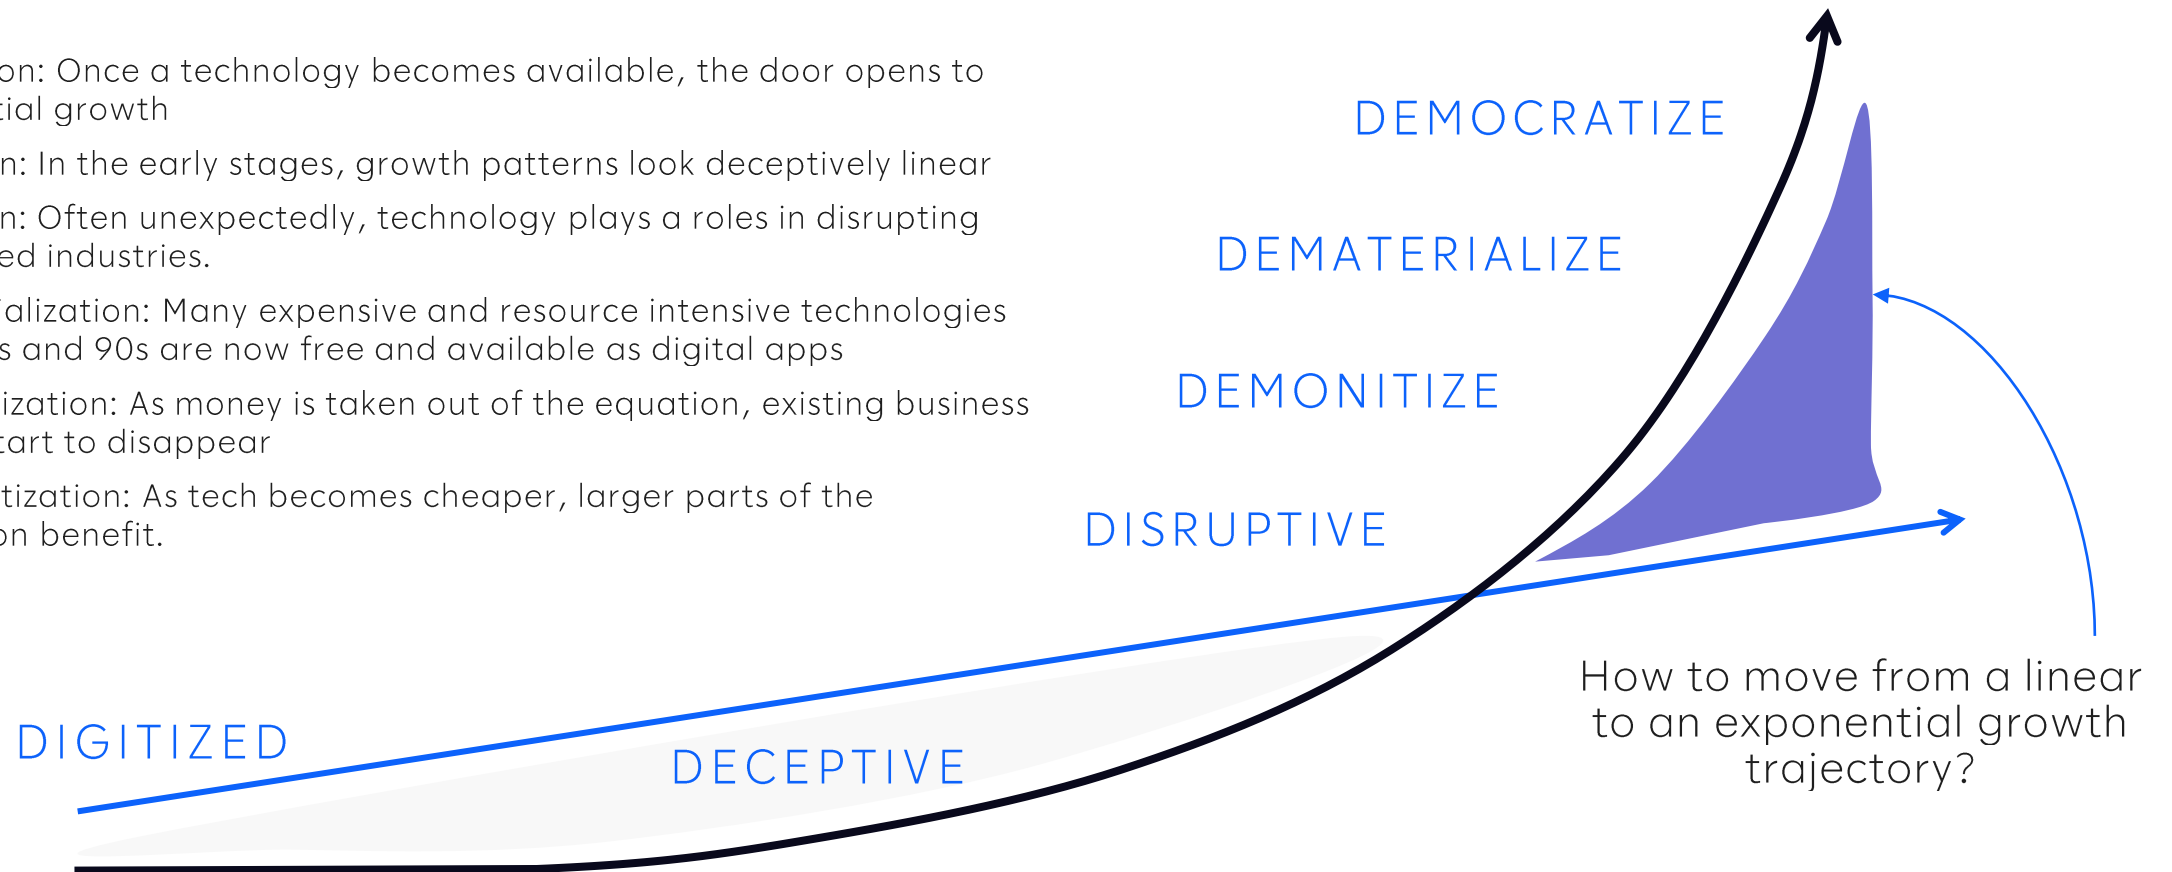 on: Once a technology becomes available, the door opens to
tial growth
n: In the early stages, growth patterns look deceptively linear
n: Often unexpectedly, technology plays a roles in disrupting
ed industries.
ialization: Many expensive and resource intensive technologies
s and 90s are now free and available as digital apps
ization: As money is taken out of the equation, existing business
tart to disappear
tization: As tech becomes cheaper, larger parts of the
on benefit.
DEMOCRATIZE
DEMATERIALIZE
DEMONITIZE
DISRUPTIVE
DIGITIZED
DECEPTIVE
How to move from a linear
to an exponential growth
trajectory?